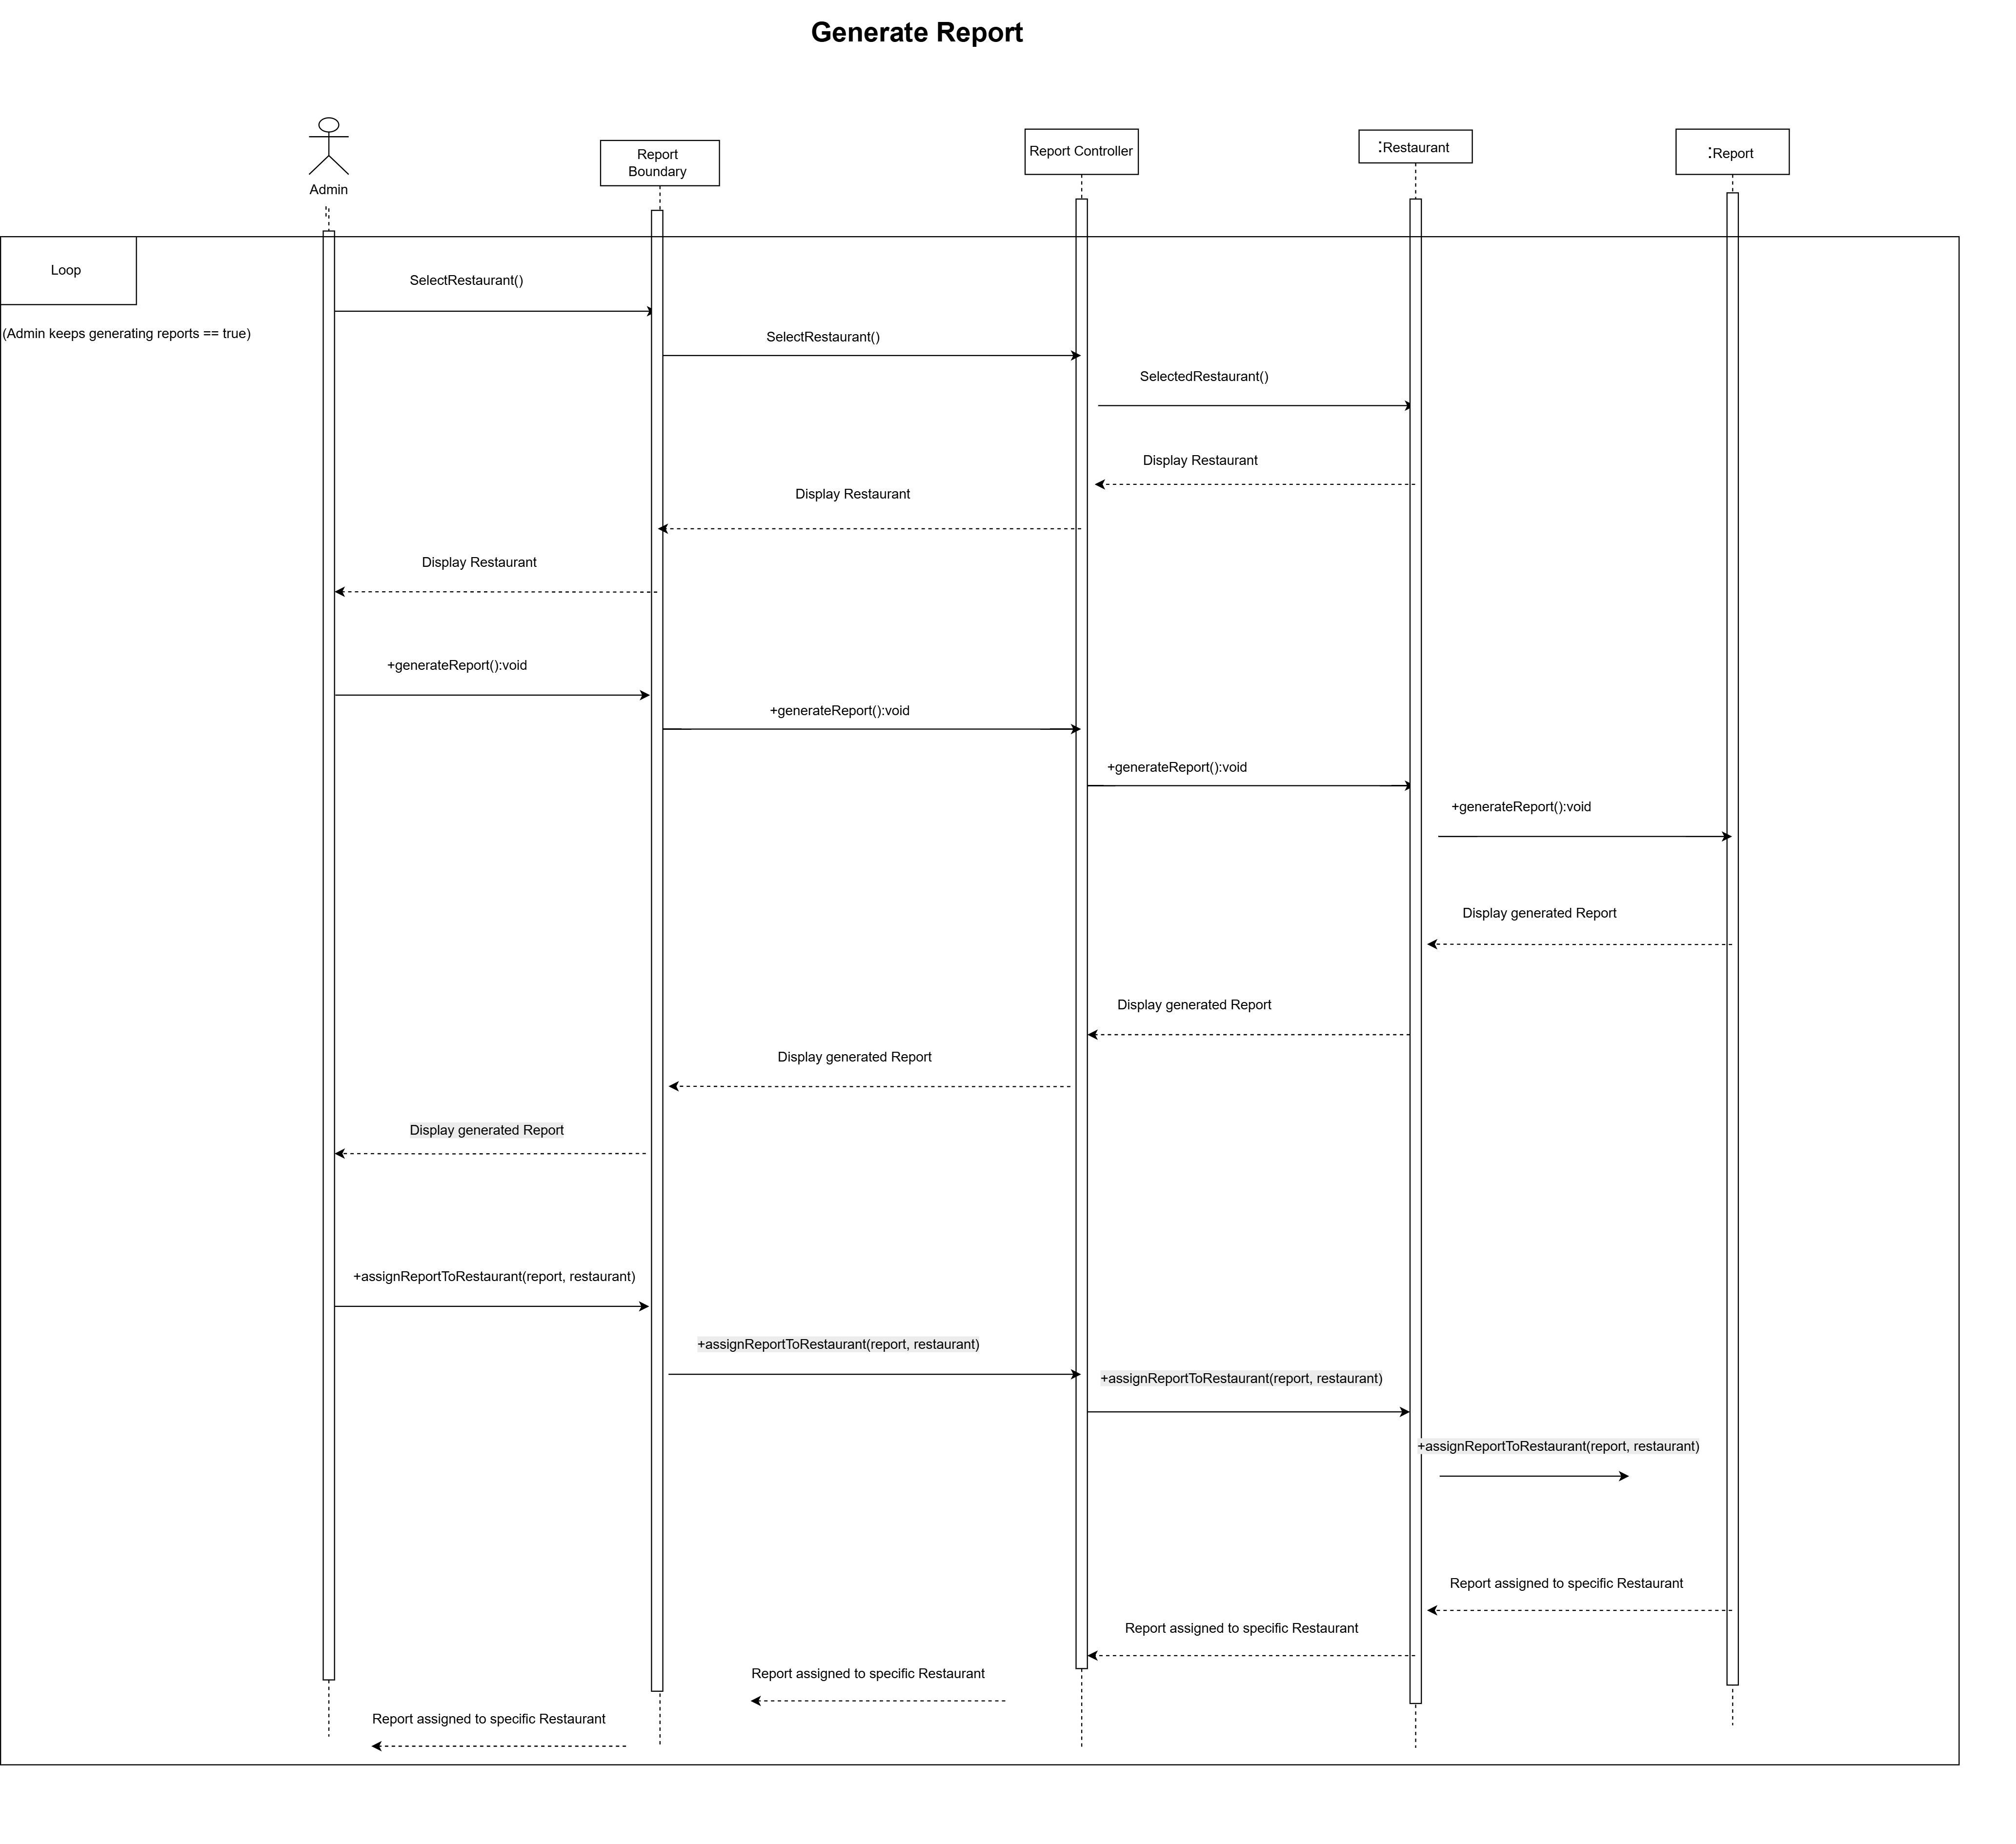 Generate Report
Admin
Report
Boundary
Report Controller
:Restaurant
:Report
Loop
(Admin keeps generating reports == true)
SelectRestaurant()
SelectRestaurant()
SelectedRestaurant()
Display Restaurant
Display Restaurant
Display Restaurant
+generateReport():void
+generateReport():void
+generateReport():void
+generateReport():void
Display generated Report
Display generated Report
Display generated Report
Display generated Report
+assignReportToRestaurant(report, restaurant)
+assignReportToRestaurant(report, restaurant)
+assignReportToRestaurant(report, restaurant)
+assignReportToRestaurant(report, restaurant)
Report assigned to specific Restaurant
Report assigned to specific Restaurant
Report assigned to specific Restaurant
Report assigned to specific Restaurant